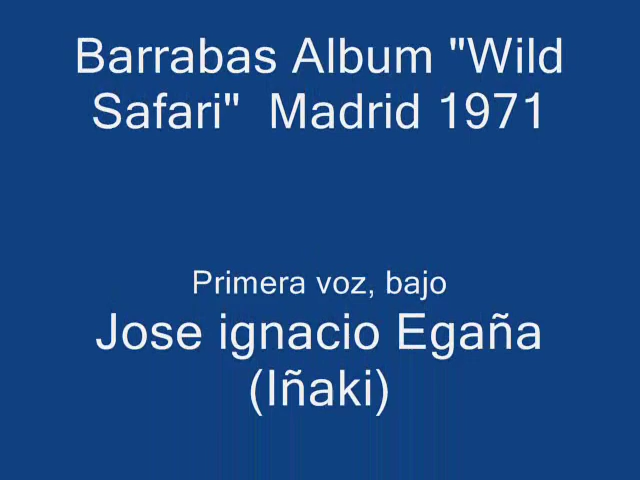 Barrabas Album "Wild
Safari"  Madrid 1971
Primera voz, bajo
Jose ignacio Egaña
(Iñaki)